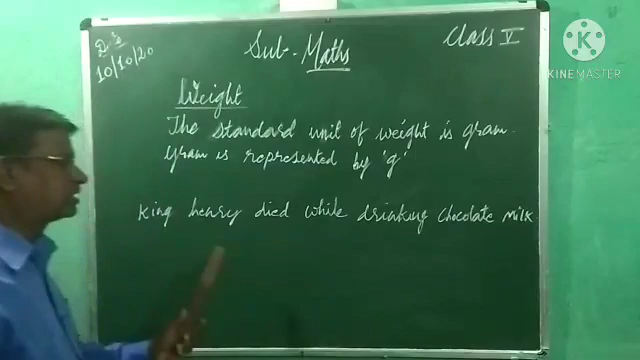 Dt
10/10/20
Sub- Maths
Class V
Weight
The standard unit of weight is gram.
Gram is represented by 'g'
King henry died while drinking chocolate milk
K
KINEMASTER